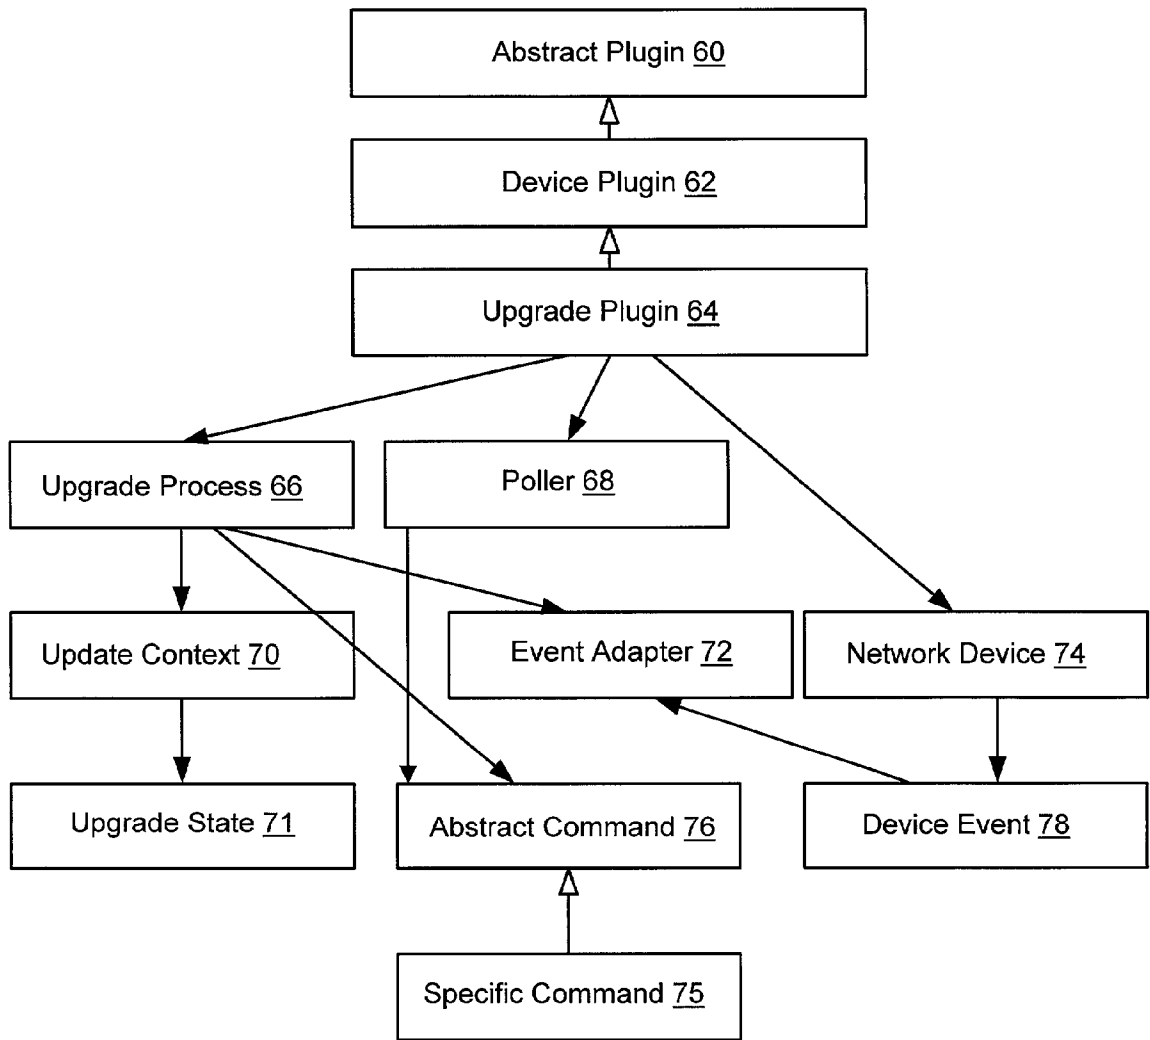 Abstract Plugin 60
Device Plugin 62
Upgrade Plugin 64
Upgrade Process 66
Poller 68
Update Context 70
Event Adapter 72
Network Device 74
Upgrade State 71
Abstract Command 76
Device Event 78
Specific Command 75